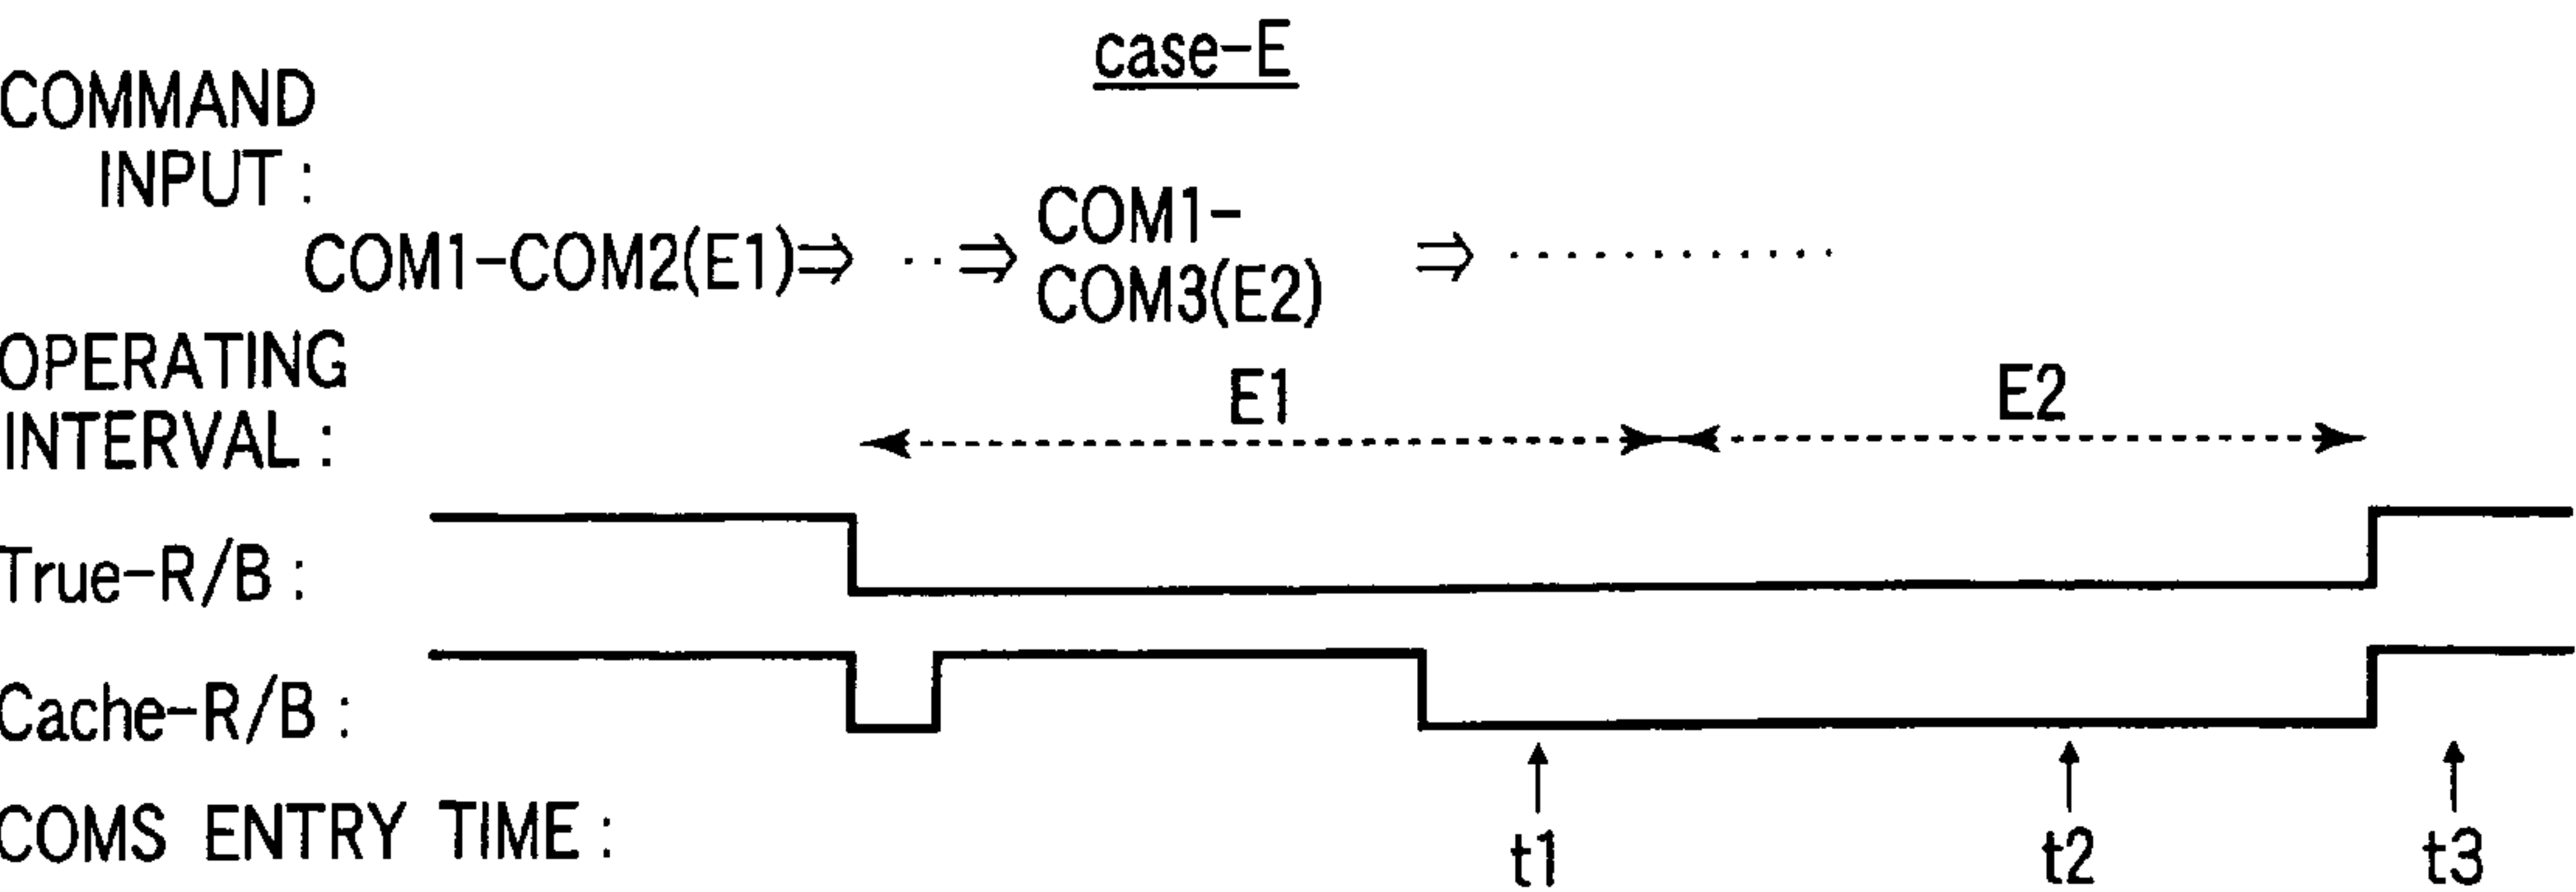 case-E
COMMAND
INPUT :
COM1-COM2(E1)⇒ ··⇒ COM1-
COM3(E2) ⇒ ············
OPERATING
INTERVAL :
E1 E2
True-R/B :
Cache-R/B :
COMS ENTRY TIME :
t1 t2 t3